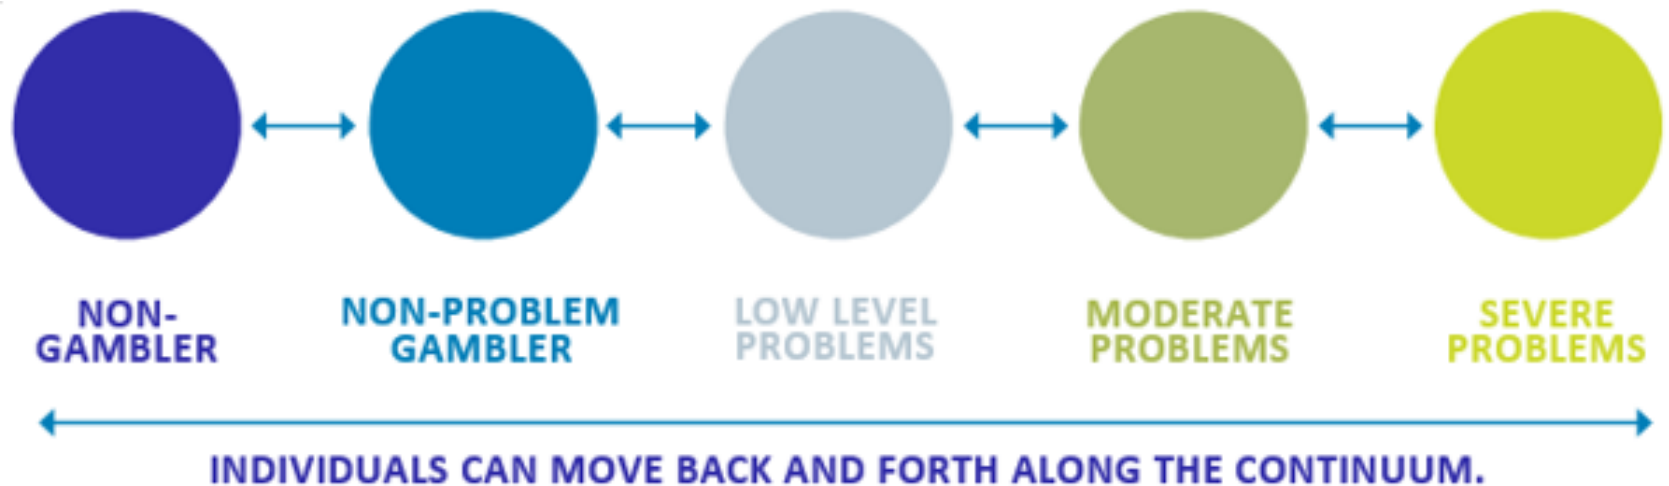 NON-
GAMBLER
NON-PROBLEM
GAMBLER
LOW LEVEL
PROBLEMS
MODERATE
PROBLEMS
SEVERE
PROBLEMS
INDIVIDUALS CAN MOVE BACK AND FORTH ALONG THE CONTINUUM.